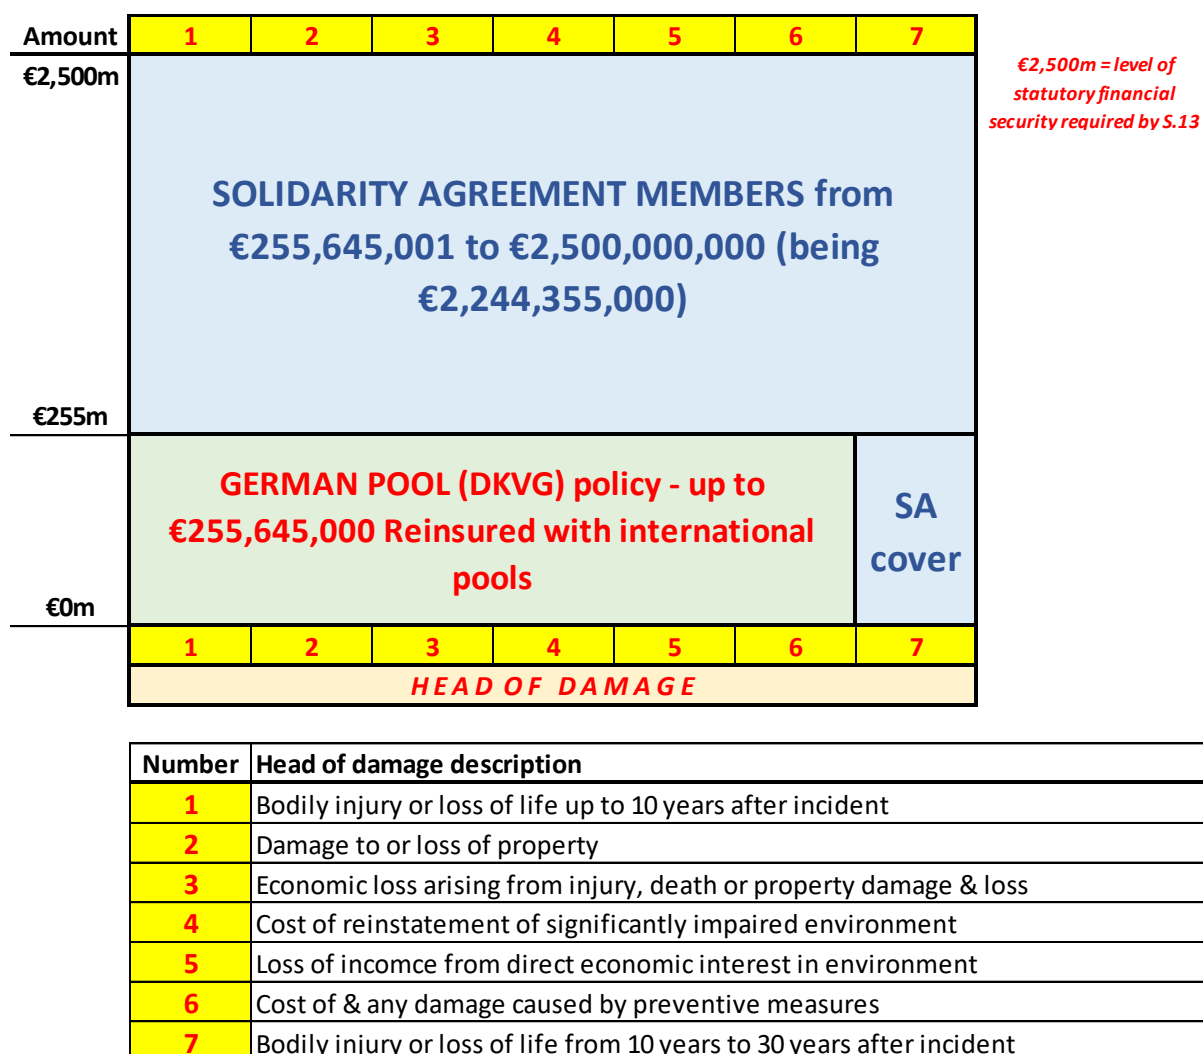 Amount 1 2 3 4 5 6 7
€2,500m
€2,500m = level of
statutory financial
security required by S.13
SOLIDARITY AGREEMENT MEMBERS from
€255,645,001 to €2,500,000,000 (being
€2,244,355,000)
€255m
GERMAN POOL (DKVG) policy - up to
€255,645,000 Reinsured with international
pools
SA
cover
€0m
1 2 3 4 5 6 7
HEAD OF DAMAGE
Number Head of damage description
1 Bodily injury or loss of life up to 10 years after incident
2 Damage to or loss of property
3 Economic loss arising from injury, death or property damage & loss
4 Cost of reinstatement of significantly impaired environment
5 Loss of incomce from direct economic interest in environment
6 Cost of & any damage caused by preventive measures
7 Bodily injury or loss of life from 10 years to 30 years after incident